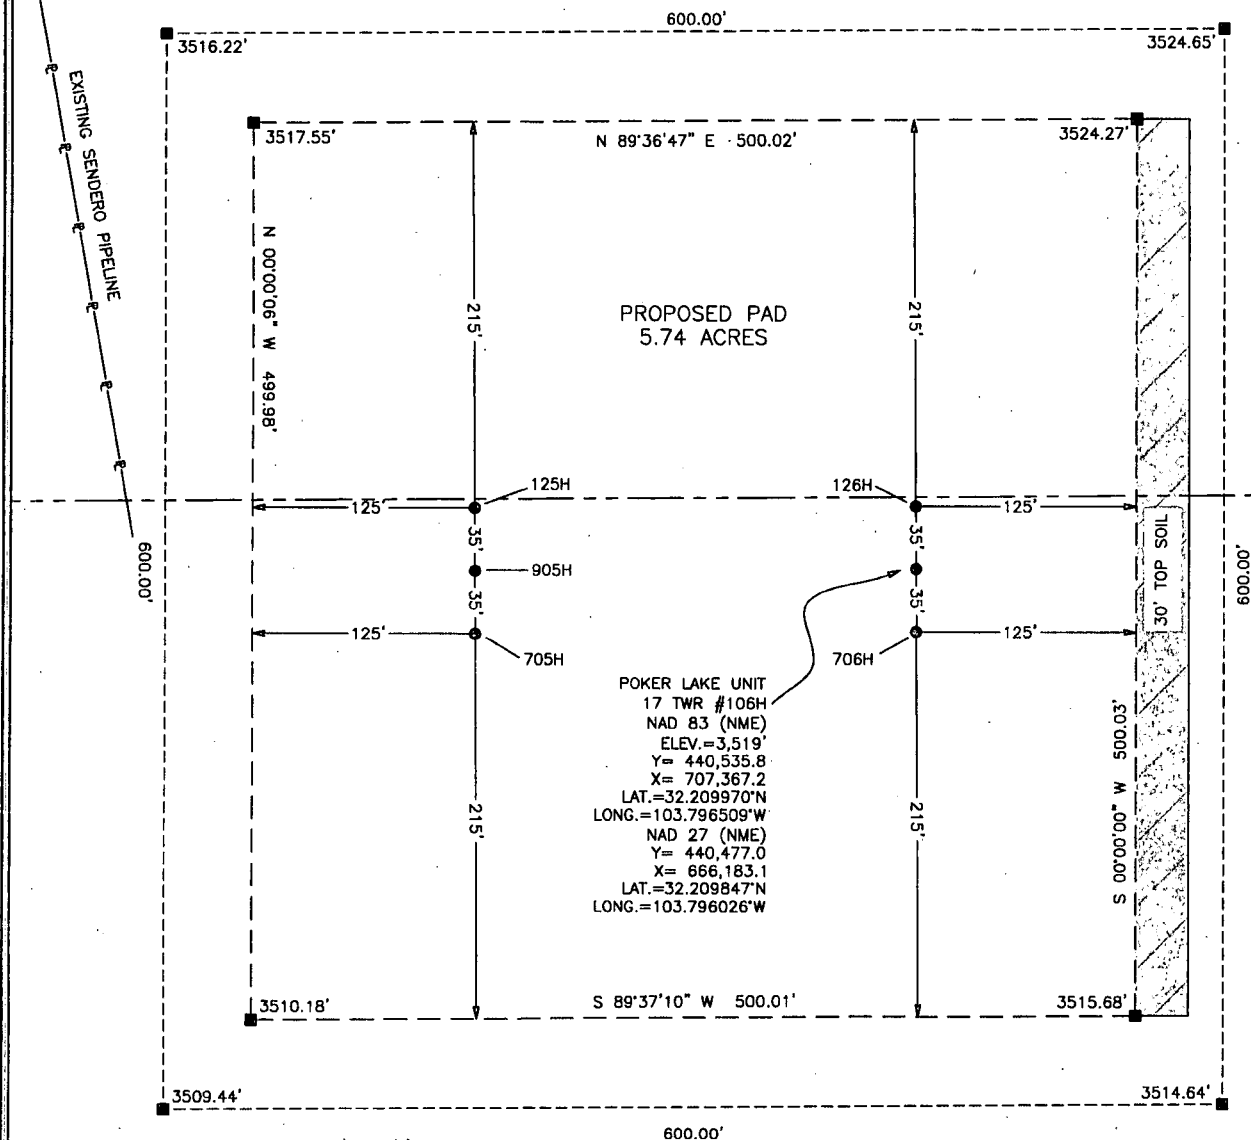 600.00'
3516.22'
3524.65'
EXISTING SENDERO PIPELINE
3517.55'
N 89°36'47" E 500.02'
3524.27'
N 00°00'06" W 499.98'
215'
PROPOSED PAD
5.74 ACRES
215'
125H
126H
125'
125'
35'
35'
905H
600.00'
30' TOP SOIL
600.00'
35'
35'
125'
125'
705H
706H
POKER LAKE UNIT
17 TWR #106H
NAD 83 (NME)
ELEV.=3,519'
Y= 440,535.8
X= 707,367.2
LAT.=32.209970°N
LONG.=103.796509°W
NAD 27 (NME)
Y= 440,477.0
X= 666,183.1
LAT.=32.209847°N
LONG.=103.796026°W
215'
215'
S 00°00'00" W 500.03'
3510.18'
S 89°37'10" W 500.01'
3515.68'
3509.44'
3514.64'
600.00'